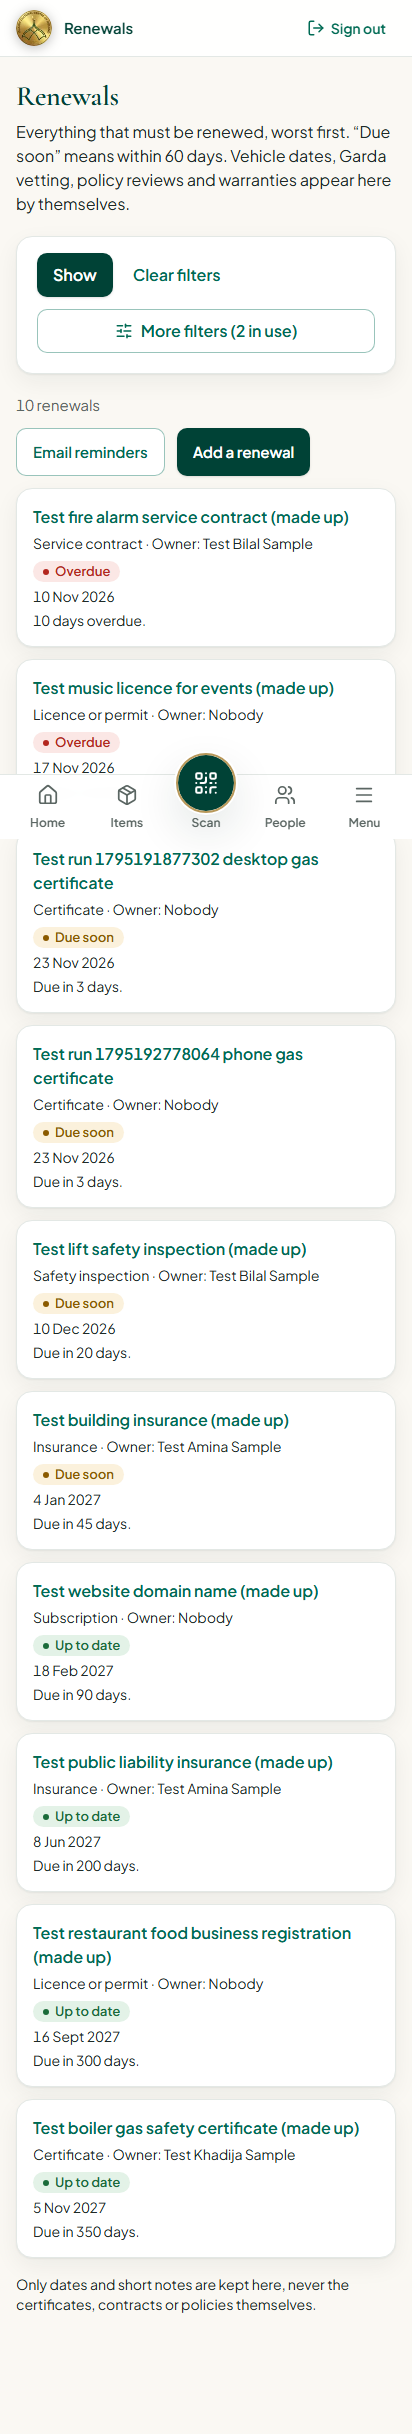 Renewals
Sign out
Renewals
Everything that must be renewed, worst first. “Due
soon” means within 60 days. Vehicle dates, Garda
vetting, policy reviews and warranties appear here
by themselves.
Show
Clear filters
More filters (2 in use)
10 renewals
Email reminders
Add a renewal
Test fire alarm service contract (made up)
Service contract · Owner: Test Bilal Sample
Overdue
10 Nov 2026
10 days overdue.
Test music licence for events (made up)
Licence or permit · Owner: Nobody
Overdue
17 Nov 2026
Home
Items
Scan
People
Menu
Test run 1795191877302 desktop gas
certificate
Certificate · Owner: Nobody
Due soon
23 Nov 2026
Due in 3 days.
Test run 1795192778064 phone gas
certificate
Certificate · Owner: Nobody
Due soon
23 Nov 2026
Due in 3 days.
Test lift safety inspection (made up)
Safety inspection · Owner: Test Bilal Sample
Due soon
10 Dec 2026
Due in 20 days.
Test building insurance (made up)
Insurance · Owner: Test Amina Sample
Due soon
4 Jan 2027
Due in 45 days.
Test website domain name (made up)
Subscription · Owner: Nobody
Up to date
18 Feb 2027
Due in 90 days.
Test public liability insurance (made up)
Insurance · Owner: Test Amina Sample
Up to date
8 Jun 2027
Due in 200 days.
Test restaurant food business registration
(made up)
Licence or permit · Owner: Nobody
Up to date
16 Sept 2027
Due in 300 days.
Test boiler gas safety certificate (made up)
Certificate · Owner: Test Khadija Sample
Up to date
5 Nov 2027
Due in 350 days.
Only dates and short notes are kept here, never the
certificates, contracts or policies themselves.